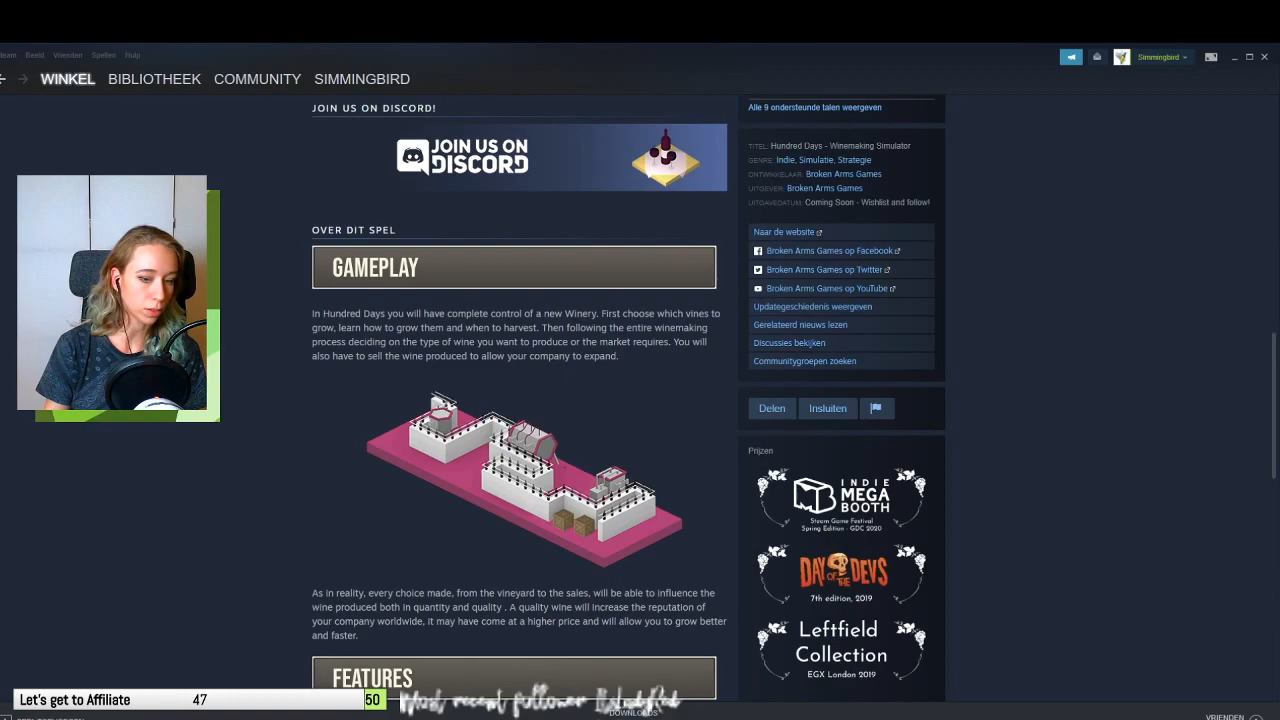 Steam Beeld Vrienden Spellen Hulp
Simmingbird
WINKEL BIBLIOTHEEK COMMUNITY SIMMINGBIRD
JOIN US ON DISCORD!
JOIN US ON
DISCORD
OVER DIT SPEL
GAMEPLAY
In Hundred Days you will have complete control of a new Winery. First choose which vines to
grow, learn how to grow them and when to harvest. Then following the entire winemaking
process deciding on the type of wine you want to produce or the market requires. You will
also have to sell the wine produced to allow your company to expand.
As in reality, every choice made, from the vineyard to the sales, will be able to influence the
wine produced both in quantity and quality . A quality wine will increase the reputation of
your company worldwide, it may have come at a higher price and will allow you to grow better
and faster.
FEATURES
Alle 9 ondersteunde talen weergeven
TITEL: Hundred Days - Winemaking Simulator
GENRE: Indie, Simulatie, Strategie
ONTWIKKELAAR: Broken Arms Games
UITGEVER: Broken Arms Games
UITGAVEDATUM: Coming Soon - Wishlist and follow!
Naar de website
Broken Arms Games op Facebook
Broken Arms Games op Twitter
Broken Arms Games op YouTube
Updategeschiedenis weergeven
Gerelateerd nieuws lezen
Discussies bekijken
Communitygroepen zoeken
Delen Insluiten
Prijzen
INDIE
MEGA
BOOTH
Steam Game Festival
Spring Edition - GDC 2020
DAY OF THE DEVS
7th edition, 2019
Leftfield
Collection
EGX London 2019
Let's get to Affiliate 47 50
Most recent follower
DOWNLOADS
VRIENDEN